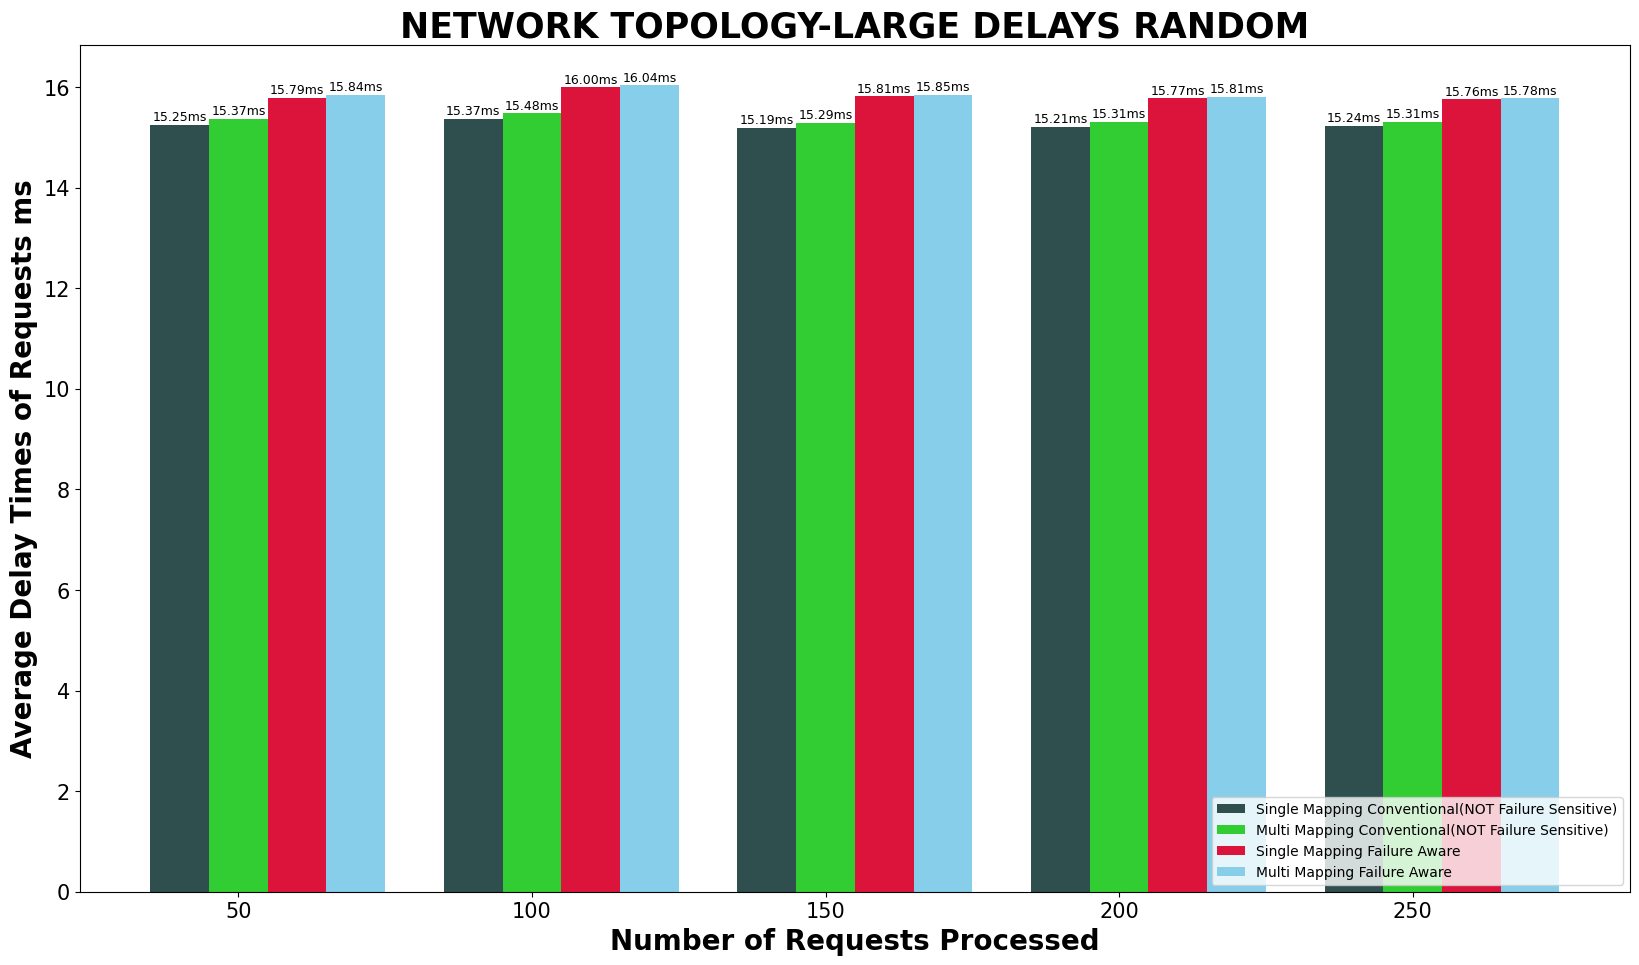 NETWORK TOPOLOGY-LARGE DELAYS RANDOM
Average Delay Times of Requests ms
16
14
12
10
8
6
4
2
0
15.25ms 15.37ms 15.79ms 15.84ms
15.37ms 15.48ms 16.00ms 16.04ms
15.19ms 15.29ms 15.81ms 15.85ms
15.21ms 15.31ms 15.77ms 15.81ms
15.24ms 15.31ms 15.76ms 15.78ms
Single Mapping Conventional(NOT Failure Sensitive)
Multi Mapping Conventional(NOT Failure Sensitive)
Single Mapping Failure Aware
Multi Mapping Failure Aware
50 100 150 200 250
Number of Requests Processed